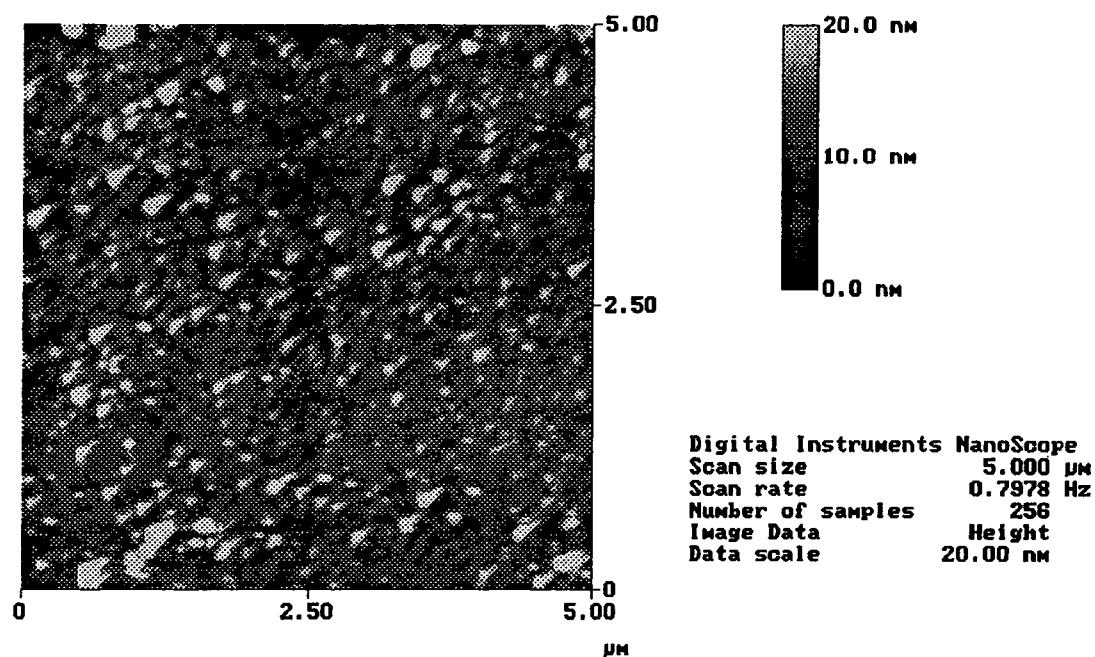 5.00
20.0 nm
10.0 nm
0.0 nm
2.50
Digital Instruments NanoScope
Scan size 5.000 µm
Scan rate 0.7978 Hz
Number of samples 256
Image Data Height
Data scale 20.00 nm
0
0 2.50 5.00
µm